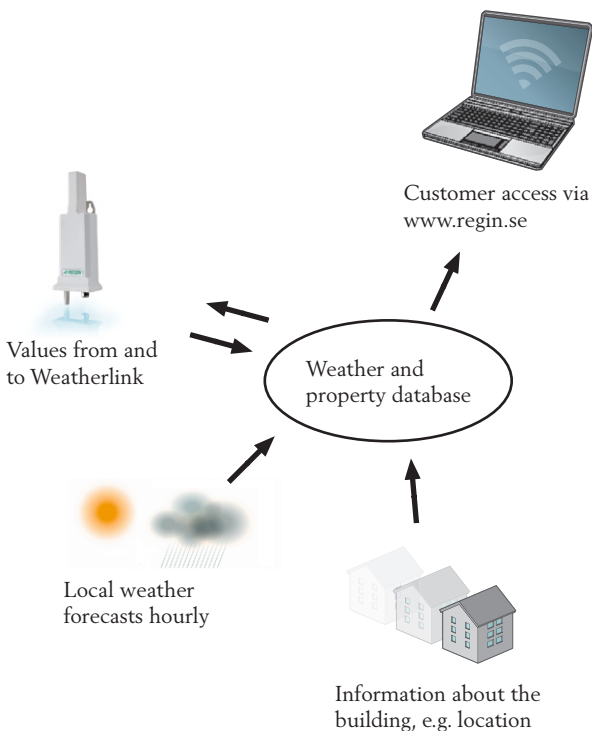 Customer access via
www.regin.se
Values from and
to Weatherlink
Weather and
property database
Local weather
forecasts hourly
Information about the
building, e.g. location